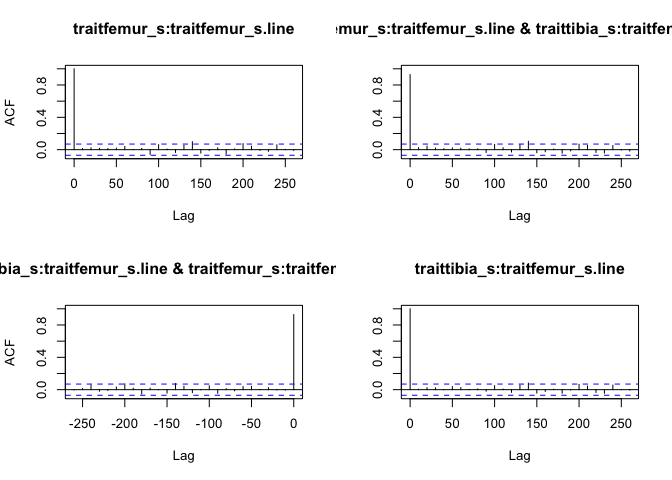 traitfemur_s:traitfemur_s.line
emur_s:traitfemur_s.line & traittibia_s:traitfem
ACF
0.0 0.4 0.8
0 50 100 150 200 250
Lag
0.0 0.4 0.8
0 50 100 150 200 250
Lag
bia_s:traitfemur_s.line & traitfemur_s:traitfer
traittibia_s:traitfemur_s.line
ACF
0.0 0.4 0.8
-250 -200 -150 -100 -50 0
Lag
0.0 0.4 0.8
0 50 100 150 200 250
Lag